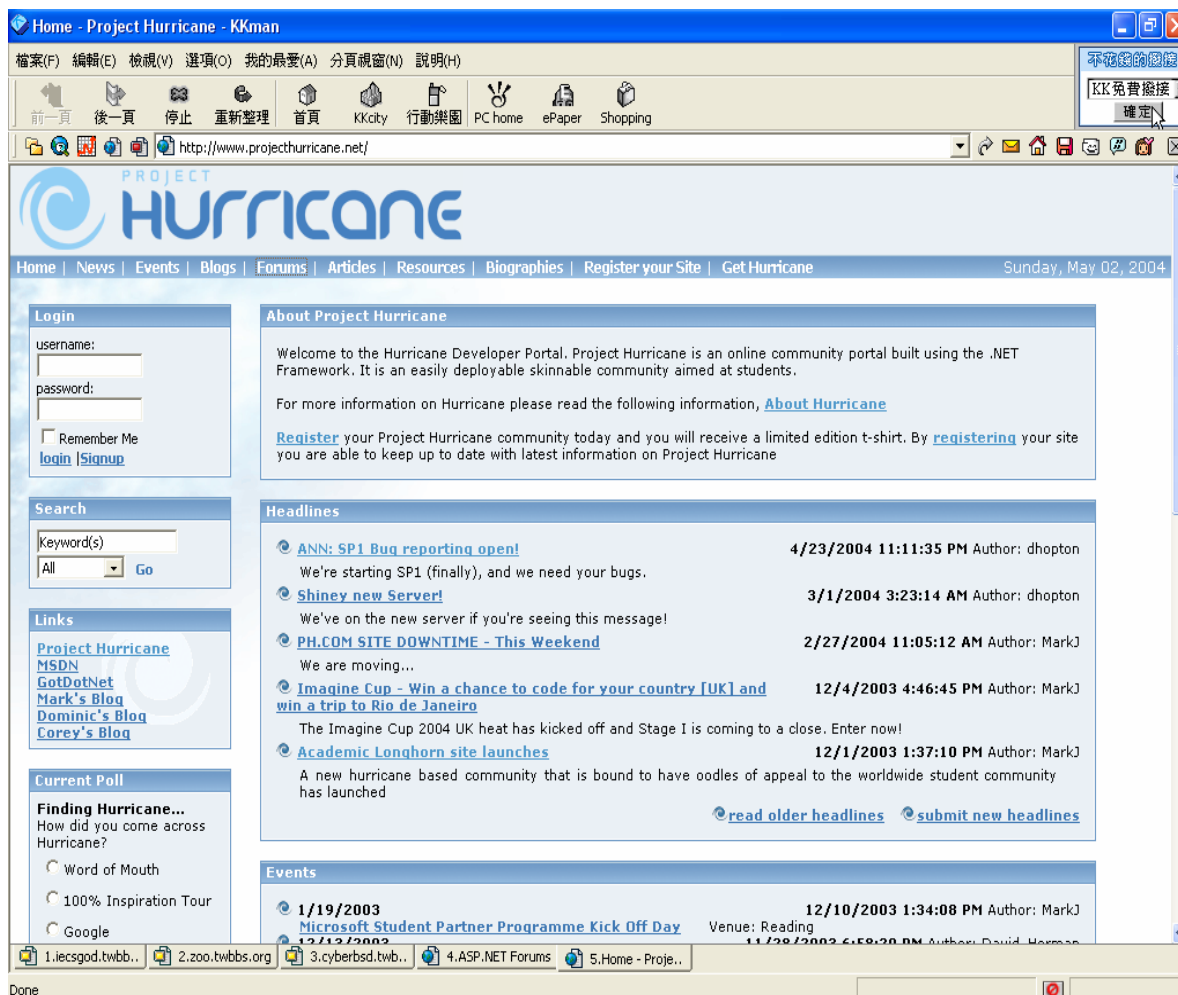 Home - Project Hurricane - KKman
檔案(F) 編輯(E) 檢視(V) 選項(O) 我的最愛(A) 分頁視窗(N) 說明(H)
前一頁 後一頁 停止 重新整理 首頁 KKcity 行動樂園 PC home ePaper Shopping
KK免費撥接
確定
http://www.projecthurricane.net/
PROJECT
HURRICANE
Home | News | Events | Blogs | Forums | Articles | Resources | Biographies | Register your Site | Get Hurricane Sunday, May 02, 2004
Login
username:
password:
Remember Me
login |Signup
Search
Keyword(s)
All Go
Links
Project Hurricane
MSDN
GotDotNet
Mark's Blog
Dominic's Blog
Corey's Blog
Current Poll
Finding Hurricane...
How did you come across
Hurricane?
Word of Mouth
100% Inspiration Tour
Google
About Project Hurricane
Welcome to the Hurricane Developer Portal. Project Hurricane is an online community portal built using the .NET
Framework. It is an easily deployable skinnable community aimed at students.
For more information on Hurricane please read the following information, About Hurricane
Register your Project Hurricane community today and you will receive a limited edition t-shirt. By registering your site
you are able to keep up to date with latest information on Project Hurricane
Headlines
ANN: SP1 Bug reporting open! 4/23/2004 11:11:35 PM Author: dhopton
We're starting SP1 (finally), and we need your bugs.
Shiney new Server! 3/1/2004 3:23:14 AM Author: dhopton
We've on the new server if you're seeing this message!
PH.COM SITE DOWNTIME - This Weekend 2/27/2004 11:05:12 AM Author: MarkJ
We are moving...
Imagine Cup - Win a chance to code for your country [UK] and 12/4/2003 4:46:45 PM Author: MarkJ
win a trip to Rio de Janeiro
The Imagine Cup 2004 UK heat has kicked off and Stage I is coming to a close. Enter now!
Academic Longhorn site launches 12/1/2003 1:37:10 PM Author: MarkJ
A new hurricane based community that is bound to have oodles of appeal to the worldwide student community
has launched
read older headlines submit new headlines
Events
1/19/2003 12/10/2003 1:34:08 PM Author: MarkJ
Microsoft Student Partner Programme Kick Off Day Venue: Reading
12/13/2003 11/28/2003 6:58:20 PM Author: David Herman
1.iecsgod.twbb.. 2.zoo.twbbs.org 3.cyberbsd.twb.. 4.ASP.NET Forums 5.Home - Proje..
Done